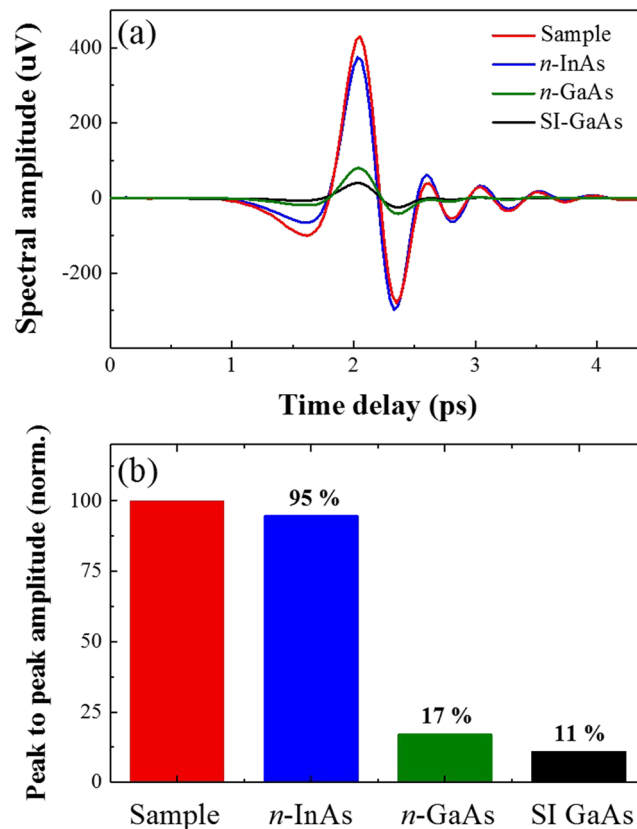 (a)
Sample
n-InAs
n-GaAs
SI-GaAs
Spectral amplitude (uV)
400
200
0
-200
0 1 2 3 4
Time delay (ps)
(b)
Peak to peak amplitude (norm.)
100
75
50
25
0
95 %
17 %
11 %
Sample n-InAs n-GaAs SI GaAs